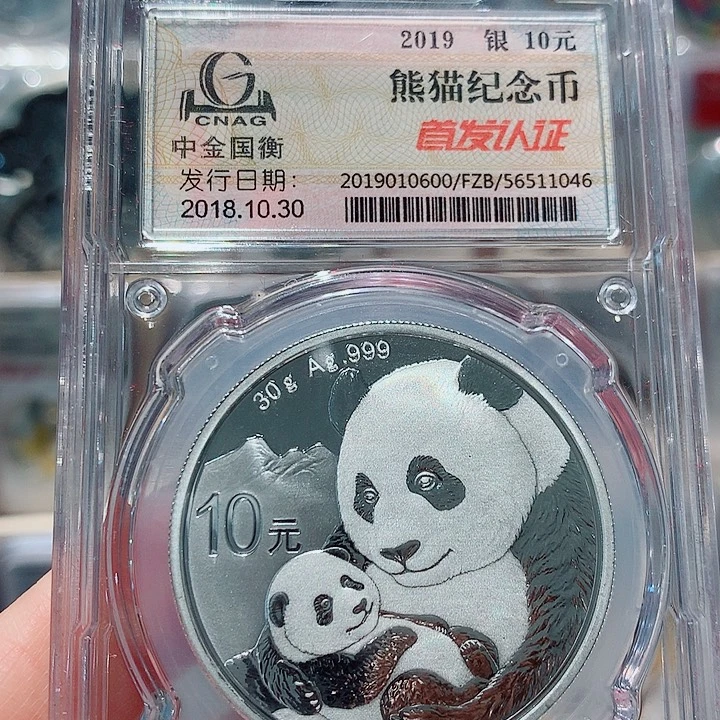 2019 银 10元
熊猫纪念币
首发认证
CNAG
中金国衡
发行日期:
2018.10.30
2019010600/FZB/56511046
30g Ag.999
10元